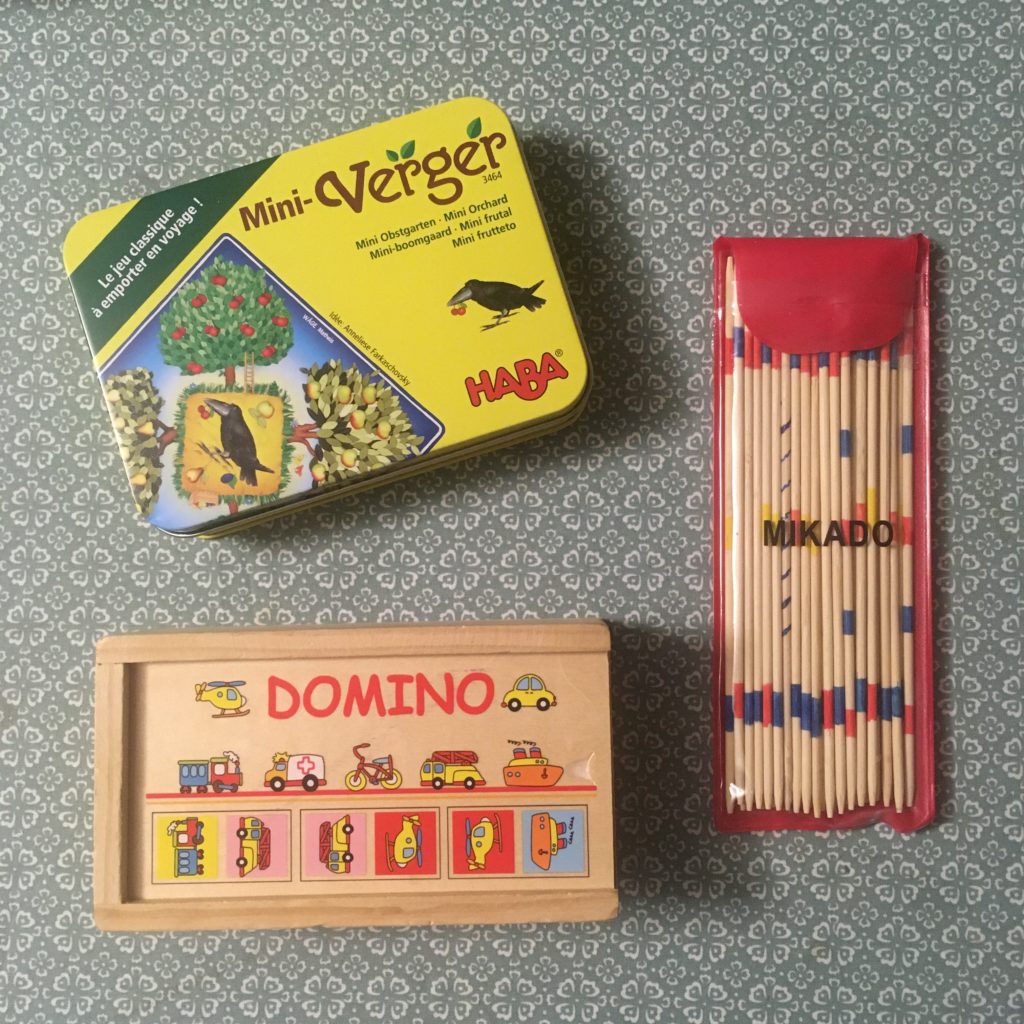 Le jeu classique
à emporter en voyage !
Mini-Verger
3464
Mini Obstgarten · Mini Orchard
Mini-boomgaard · Mini frutal
Mini frutteto
Idée: Anneliese Farkaschovsky
HABA®
MIKADO
DOMINO